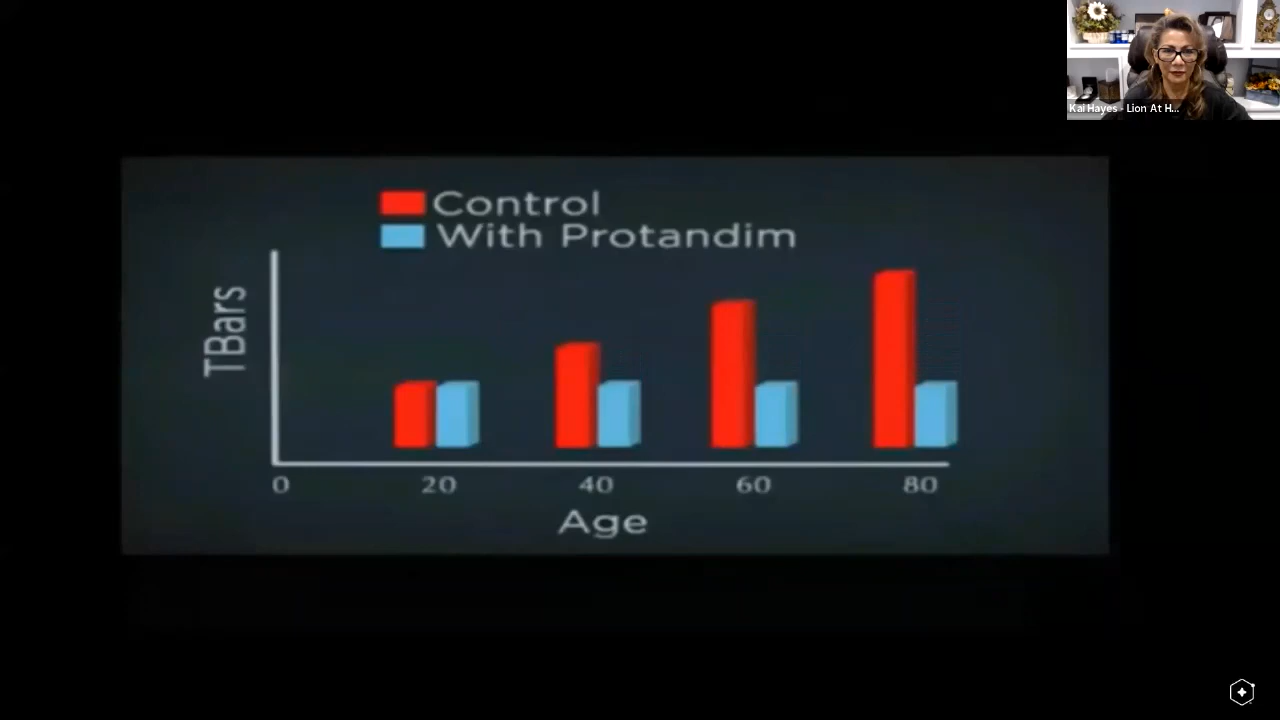 Kai Hayes - Lion At H...
Control
With Protandim
TBars
0 20 40 60 80
Age